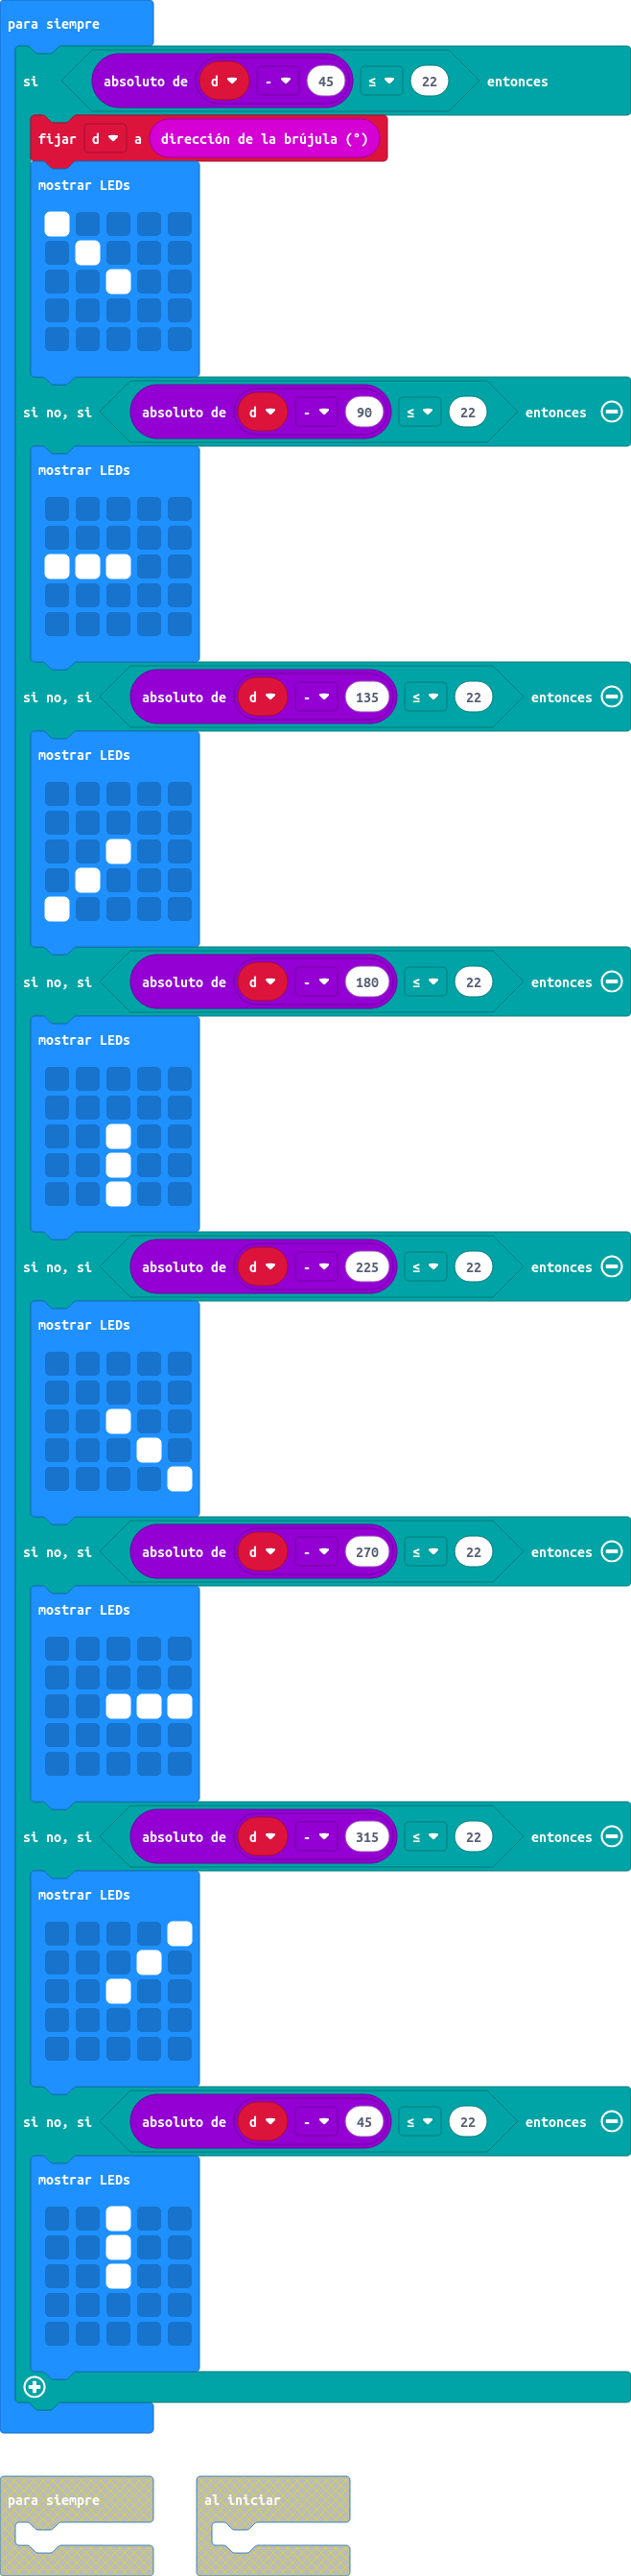 para siempre
si absoluto de d - 45 ≤ 22 entonces
fijar d a dirección de la brújula (°)
mostrar LEDs
si no, si absoluto de d - 90 ≤ 22 entonces
mostrar LEDs
si no, si absoluto de d - 135 ≤ 22 entonces
mostrar LEDs
si no, si absoluto de d - 180 ≤ 22 entonces
mostrar LEDs
si no, si absoluto de d - 225 ≤ 22 entonces
mostrar LEDs
si no, si absoluto de d - 270 ≤ 22 entonces
mostrar LEDs
si no, si absoluto de d - 315 ≤ 22 entonces
mostrar LEDs
si no, si absoluto de d - 45 ≤ 22 entonces
mostrar LEDs
para siempre al iniciar